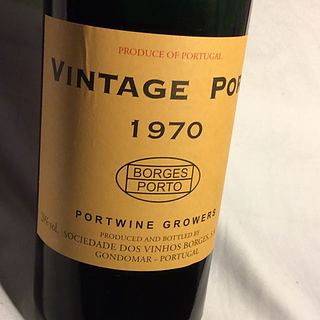 PRODUCE OF PORTUGAL
VINTAGE POR
1970
BORGES
PORTO
PORTWINE GROWERS
PRODUCED AND BOTTLED BY
SOCIEDADE DOS VINHOS BORGES, S.A.
GONDOMAR - PORTUGAL